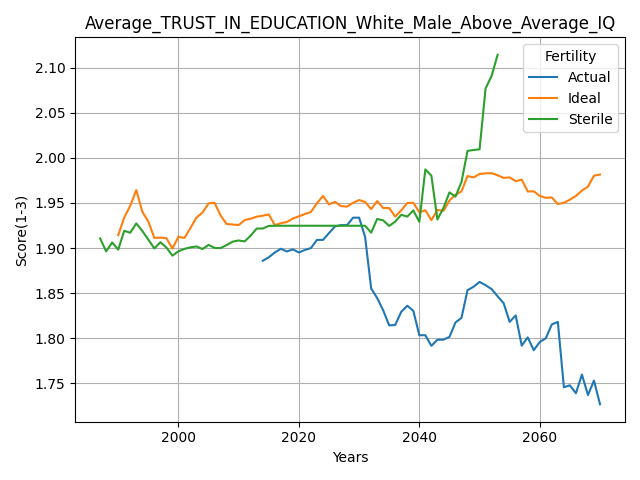 Average_TRUST_IN_EDUCATION_White_Male_Above_Average_IQ
Fertility
Actual
Ideal
Sterile
Score(1-3)
2.10
2.05
2.00
1.95
1.90
1.85
1.80
1.75
2000
2020
2040
2060
Years